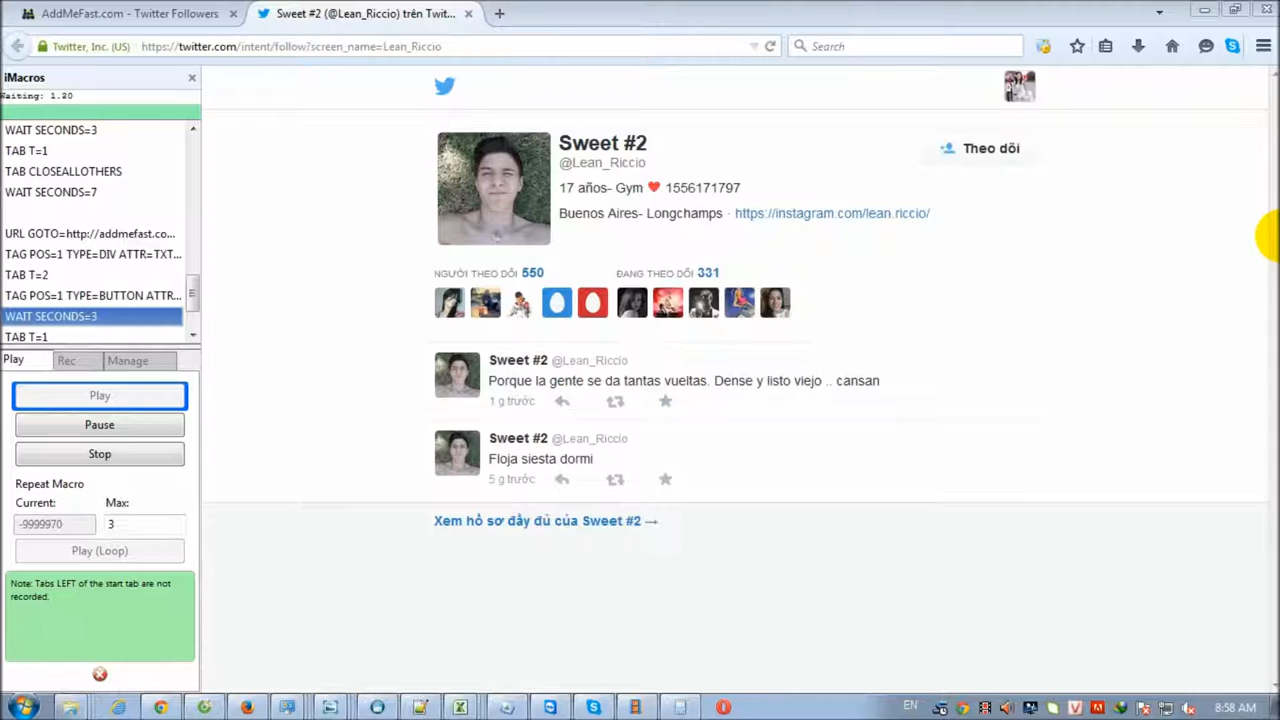 AddMeFast.com - Twitter Followers
Sweet #2 (@Lean_Riccio) trên Twit...
Twitter, Inc. (US)
https://twitter.com/intent/follow?screen_name=Lean_Riccio
Search
iMacros
Waiting: 1.20
WAIT SECONDS=3
TAB T=1
TAB CLOSEALLOTHERS
WAIT SECONDS=7
URL GOTO=http://addmefast.co...
TAG POS=1 TYPE=DIV ATTR=TXT...
TAB T=2
TAG POS=1 TYPE=BUTTON ATTR...
WAIT SECONDS=3
TAB T=1
Play
Rec
Manage
Play
Pause
Stop
Repeat Macro
Current:
Max:
-9999970
3
Play (Loop)
Note: Tabs LEFT of the start tab are not
recorded.
Sweet #2
@Lean_Riccio
17 años- Gym ❤ 1556171797
Buenos Aires- Longchamps · https://instagram.com/lean.riccio/
Theo dõi
NGƯỜI THEO DÕI 550
ĐANG THEO DÕI 331
Sweet #2 @Lean_Riccio
Porque la gente se da tantas vueltas. Dense y listo viejo .. cansan
1 g trước
Sweet #2 @Lean_Riccio
Floja siesta dormi
5 g trước
Xem hồ sơ đầy đủ của Sweet #2 →
EN
8:58 AM